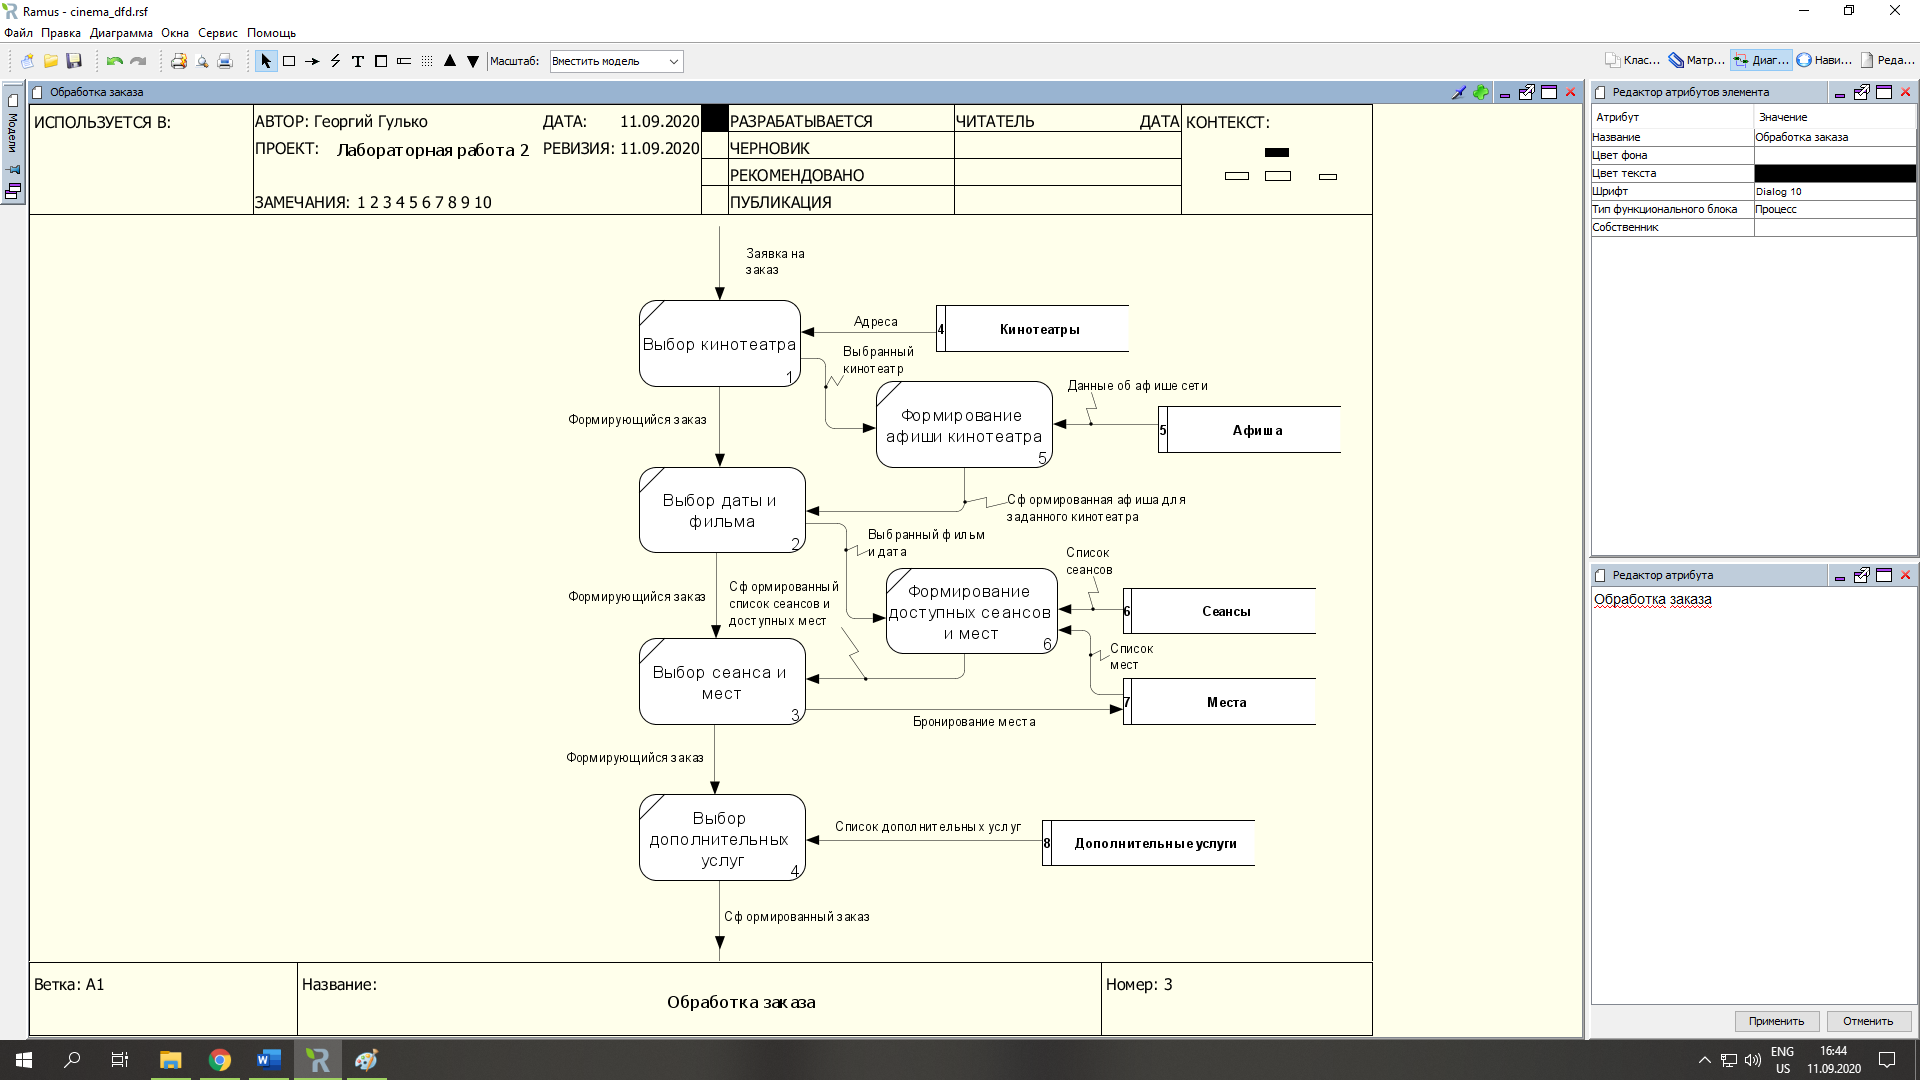 Ramus - cinema_dfd.rsf
Файл Правка Диаграмма Окна Сервис Помощь
Масштаб: Вместить модель
Клас... Матр... Диаг... Нави... Реда...
Модели
Обработка заказа
ИСПОЛЬЗУЕТСЯ В:
АВТОР: Георгий Гулько
ДАТА: 11.09.2020
ПРОЕКТ: Лабораторная работа 2
РЕВИЗИЯ: 11.09.2020
ЗАМЕЧАНИЯ: 1 2 3 4 5 6 7 8 9 10
РАЗРАБАТЫВАЕТСЯ
ЧЕРНОВИК
РЕКОМЕНДОВАНО
ПУБЛИКАЦИЯ
ЧИТАТЕЛЬ ДАТА
КОНТЕКСТ:
Заявка на
заказ
Выбор кинотеатра
1
Адреса
4 Кинотеатры
Выбранный
кинотеатр
Данные об афише сети
Формирующийся заказ
Формирование
афиши кинотеатра
5
5 Афиша
Выбор даты и
фильма
2
Сформированная афиша для
заданного кинотеатра
Выбранный фильм
и дата
Список
сеансов
Формирующийся заказ
Сформированный
список сеансов и
доступных мест
Формирование
доступных сеансов
и мест
6
6 Сеансы
Список
мест
Выбор сеанса и
мест
3
7 Места
Бронирование места
Формирующийся заказ
Выбор
дополнительных
услуг
4
Список дополнительных услуг
8 Дополнительные услуги
Сформированный заказ
Ветка: A1
Название:
Обработка заказа
Номер: 3
Редактор атрибутов элемента
Атрибут Значение
Название Обработка заказа
Цвет фона
Цвет текста
Шрифт Dialog 10
Тип функционального блока Процесс
Собственник
Редактор атрибута
Обработка заказа
Применить Отменить
ENG
US
16:44
11.09.2020